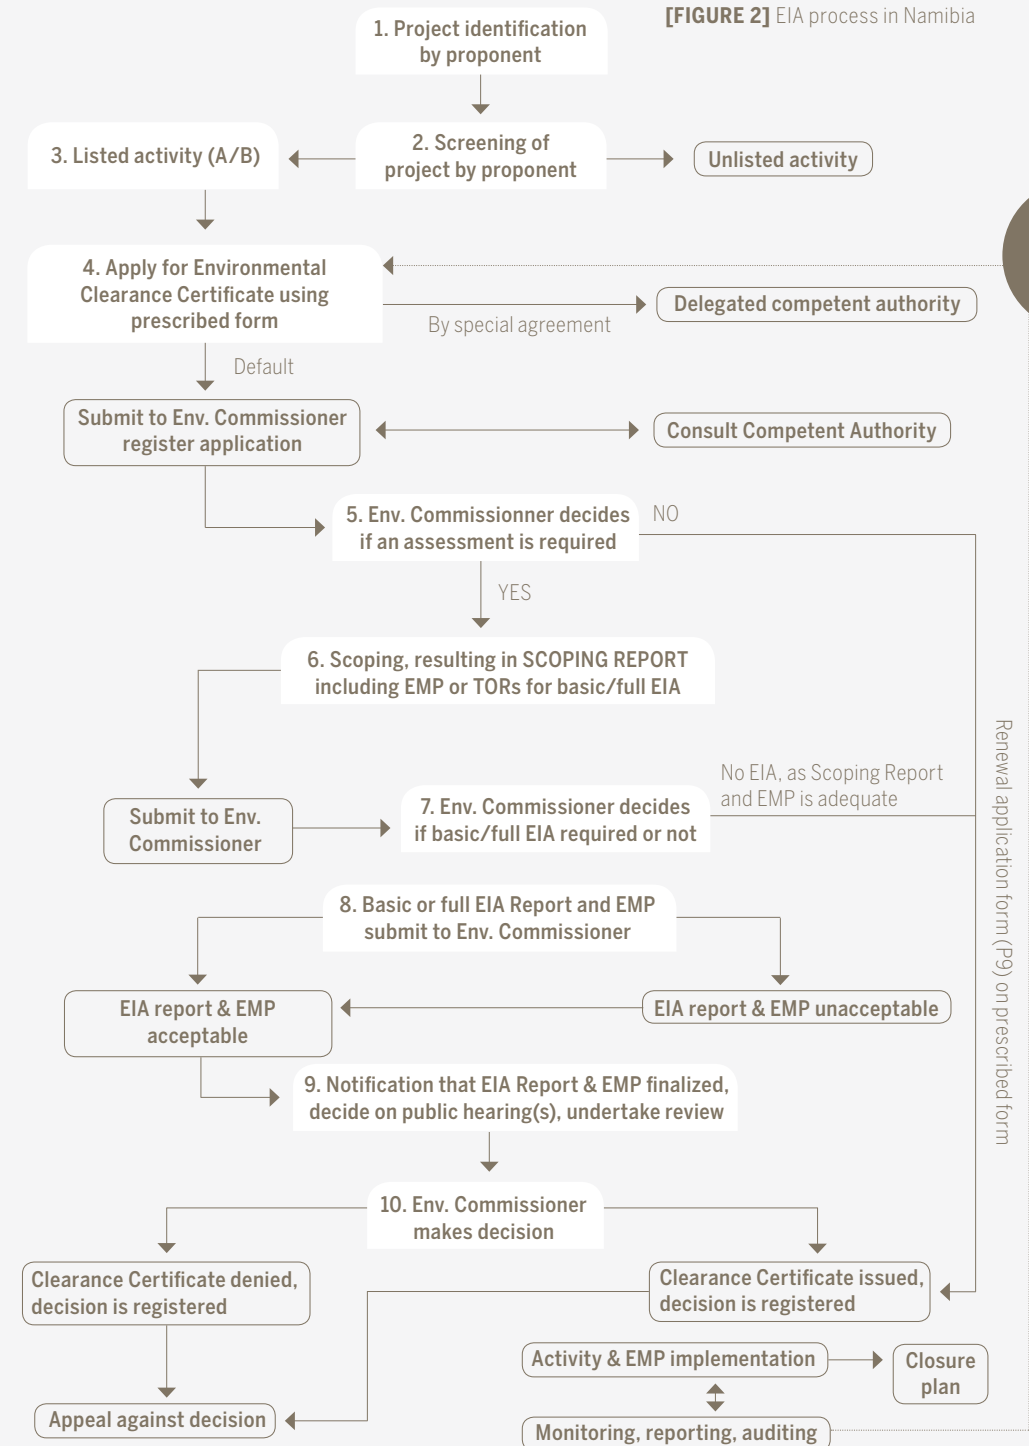 [FIGURE 2] EIA process in Namibia
1. Project identification
by proponent
2. Screening of
project by proponent
3. Listed activity (A/B)
Unlisted activity
4. Apply for Environmental
Clearance Certificate using
prescribed form
Delegated competent authority
By special agreement
Default
Submit to Env. Commissioner
register application
Consult Competent Authority
5. Env. Commissionner decides
if an assessment is required
NO
YES
6. Scoping, resulting in SCOPING REPORT
including EMP or TORs for basic/full EIA
Submit to Env.
Commissioner
7. Env. Commissioner decides
if basic/full EIA required or not
No EIA, as Scoping Report
and EMP is adequate
Renewal application form (P9) on prescribed form
8. Basic or full EIA Report and EMP
submit to Env. Commissioner
EIA report & EMP
acceptable
EIA report & EMP unacceptable
9. Notification that EIA Report & EMP finalized,
decide on public hearing(s), undertake review
10. Env. Commissioner
makes decision
Clearance Certificate denied,
decision is registered
Clearance Certificate issued,
decision is registered
Activity & EMP implementation
Closure
plan
Appeal against decision
Monitoring, reporting, auditing